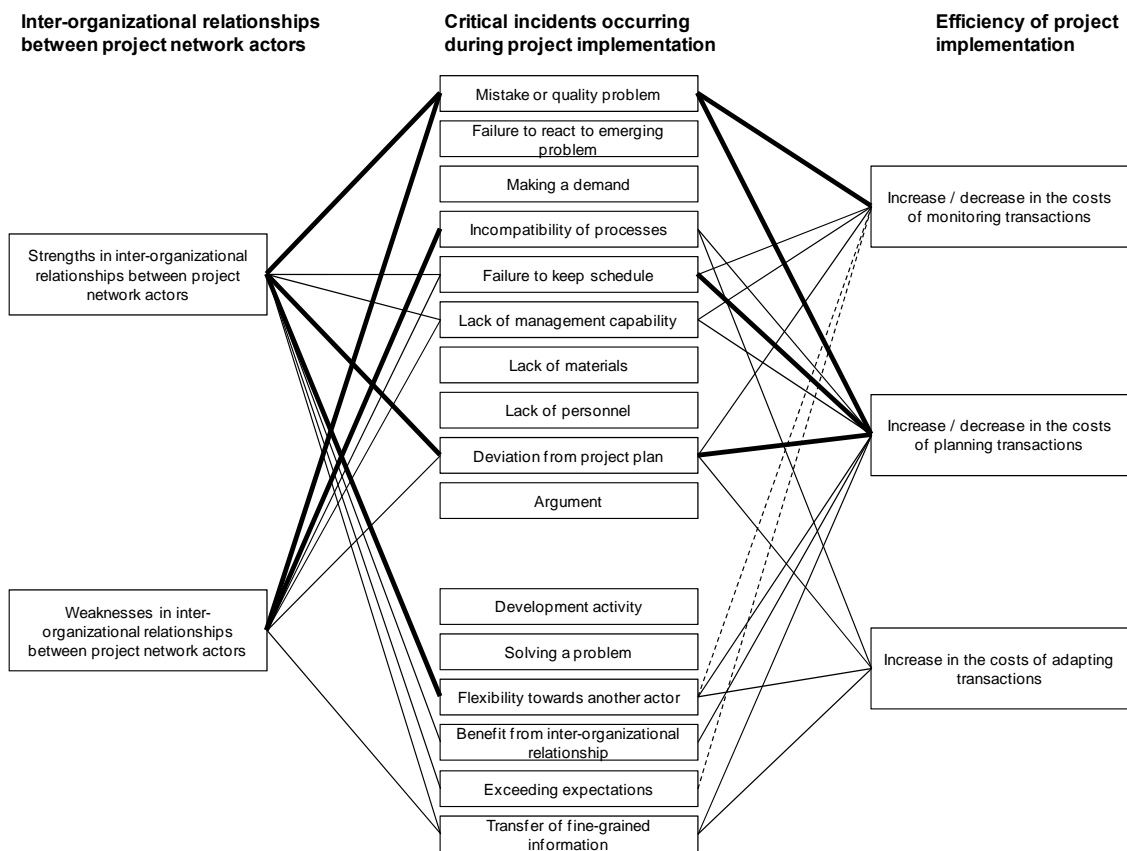 Inter-organizational relationships
between project network actors
Critical incidents occurring
during project implementation
Efficiency of project
implementation
Strengths in inter-organizational
relationships between project
network actors
Weaknesses in inter-
organizational relationships
between project network actors
Mistake or quality problem
Failure to react to emerging
problem
Making a demand
Incompatibility of processes
Failure to keep schedule
Lack of management capability
Lack of materials
Lack of personnel
Deviation from project plan
Argument
Development activity
Solving a problem
Flexibility towards another actor
Benefit from inter-organizational
relationship
Exceeding expectations
Transfer of fine-grained
information
Increase / decrease in the costs
of monitoring transactions
Increase / decrease in the costs
of planning transactions
Increase in the costs of adapting
transactions